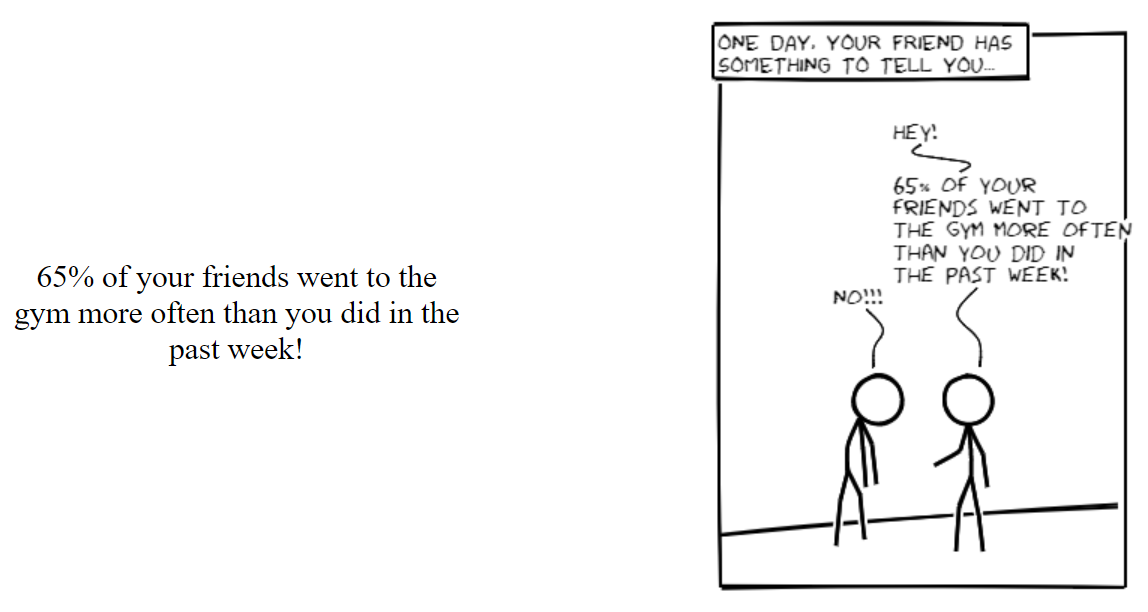 65% of your friends went to the
gym more often than you did in the
past week!
ONE DAY, YOUR FRIEND HAS
SOMETHING TO TELL YOU...
HEY!
65% OF YOUR
FRIENDS WENT TO
THE GYM MORE OFTEN
THAN YOU DID IN
THE PAST WEEK!
NO!!!